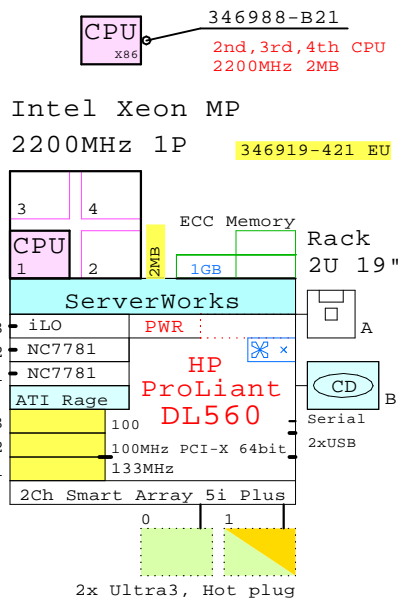 346988-B21
CPU
X86
2nd,3rd,4th CPU
2200MHz 2MB
Intel Xeon MP
2200MHz 1P
346919-421 EU
3
4
ECC Memory
CPU
1
2
2MB
1GB
Rack
2U 19"
ServerWorks
iLO
PWR
A
NC7781
NC7781
HP
ProLiant
DL560
ATI Rage
CD
B
100
Serial
100MHz PCI-X 64bit
2xUSB
133MHz
2Ch Smart Array 5i Plus
0
1
2x Ultra3, Hot plug